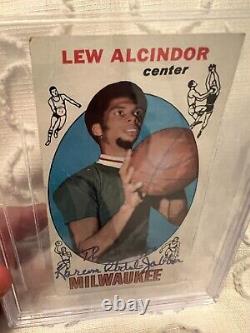 LEW ALCINDOR
center
Kareem Abdul Jabbar
MILWAUKEE